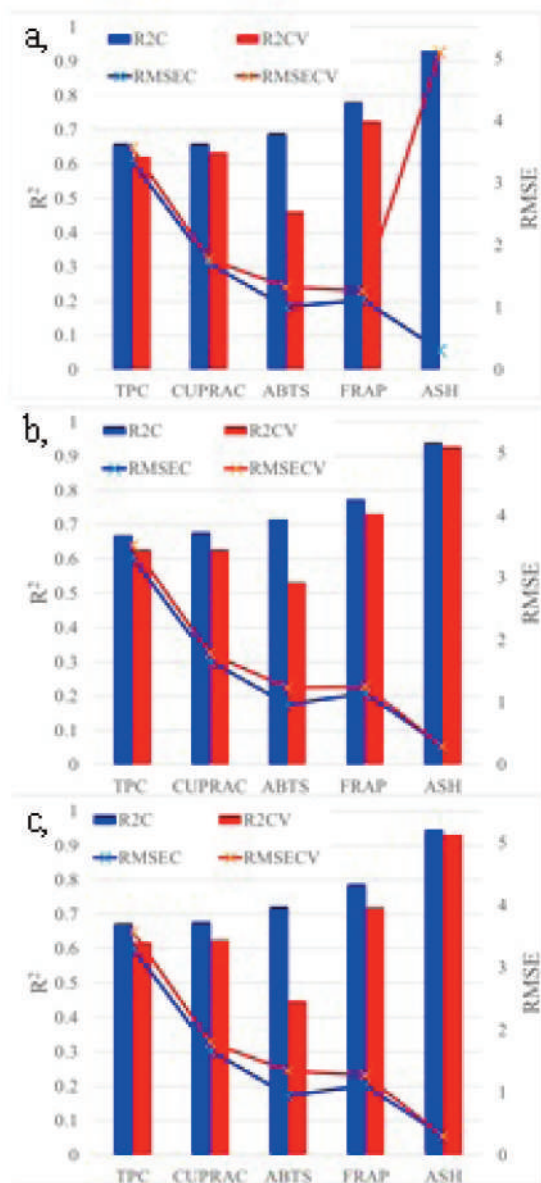 a,
R2C R2CV
RMSEC RMSECV
1
0.9
0.8
0.7
0.6
0.5
0.4
0.3
0.2
0.1
0
R²
5
4
3
2
1
0
RMSE
TPC CUPRAC ABTS FRAP ASH
b,
R2C R2CV
RMSEC RMSECV
1
0.9
0.8
0.7
0.6
0.5
0.4
0.3
0.2
0.1
0
R²
5
4
3
2
1
0
RMSE
TPC CUPRAC ABTS FRAP ASH
c,
R2C R2CV
RMSEC RMSECV
1
0.9
0.8
0.7
0.6
0.5
0.4
0.3
0.2
0.1
0
R²
5
4
3
2
1
0
RMSE
TPC CUPRAC ABTS FRAP ASH